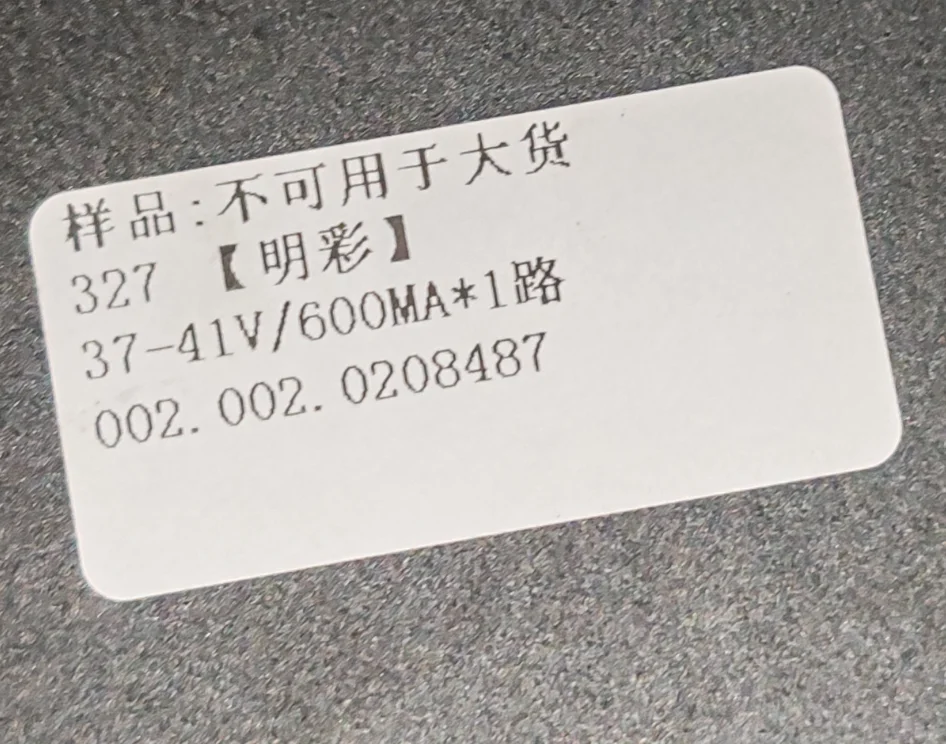 样品:不可用于大货
327 【明彩】
37-41V/600MA*1路
002.002.0208487